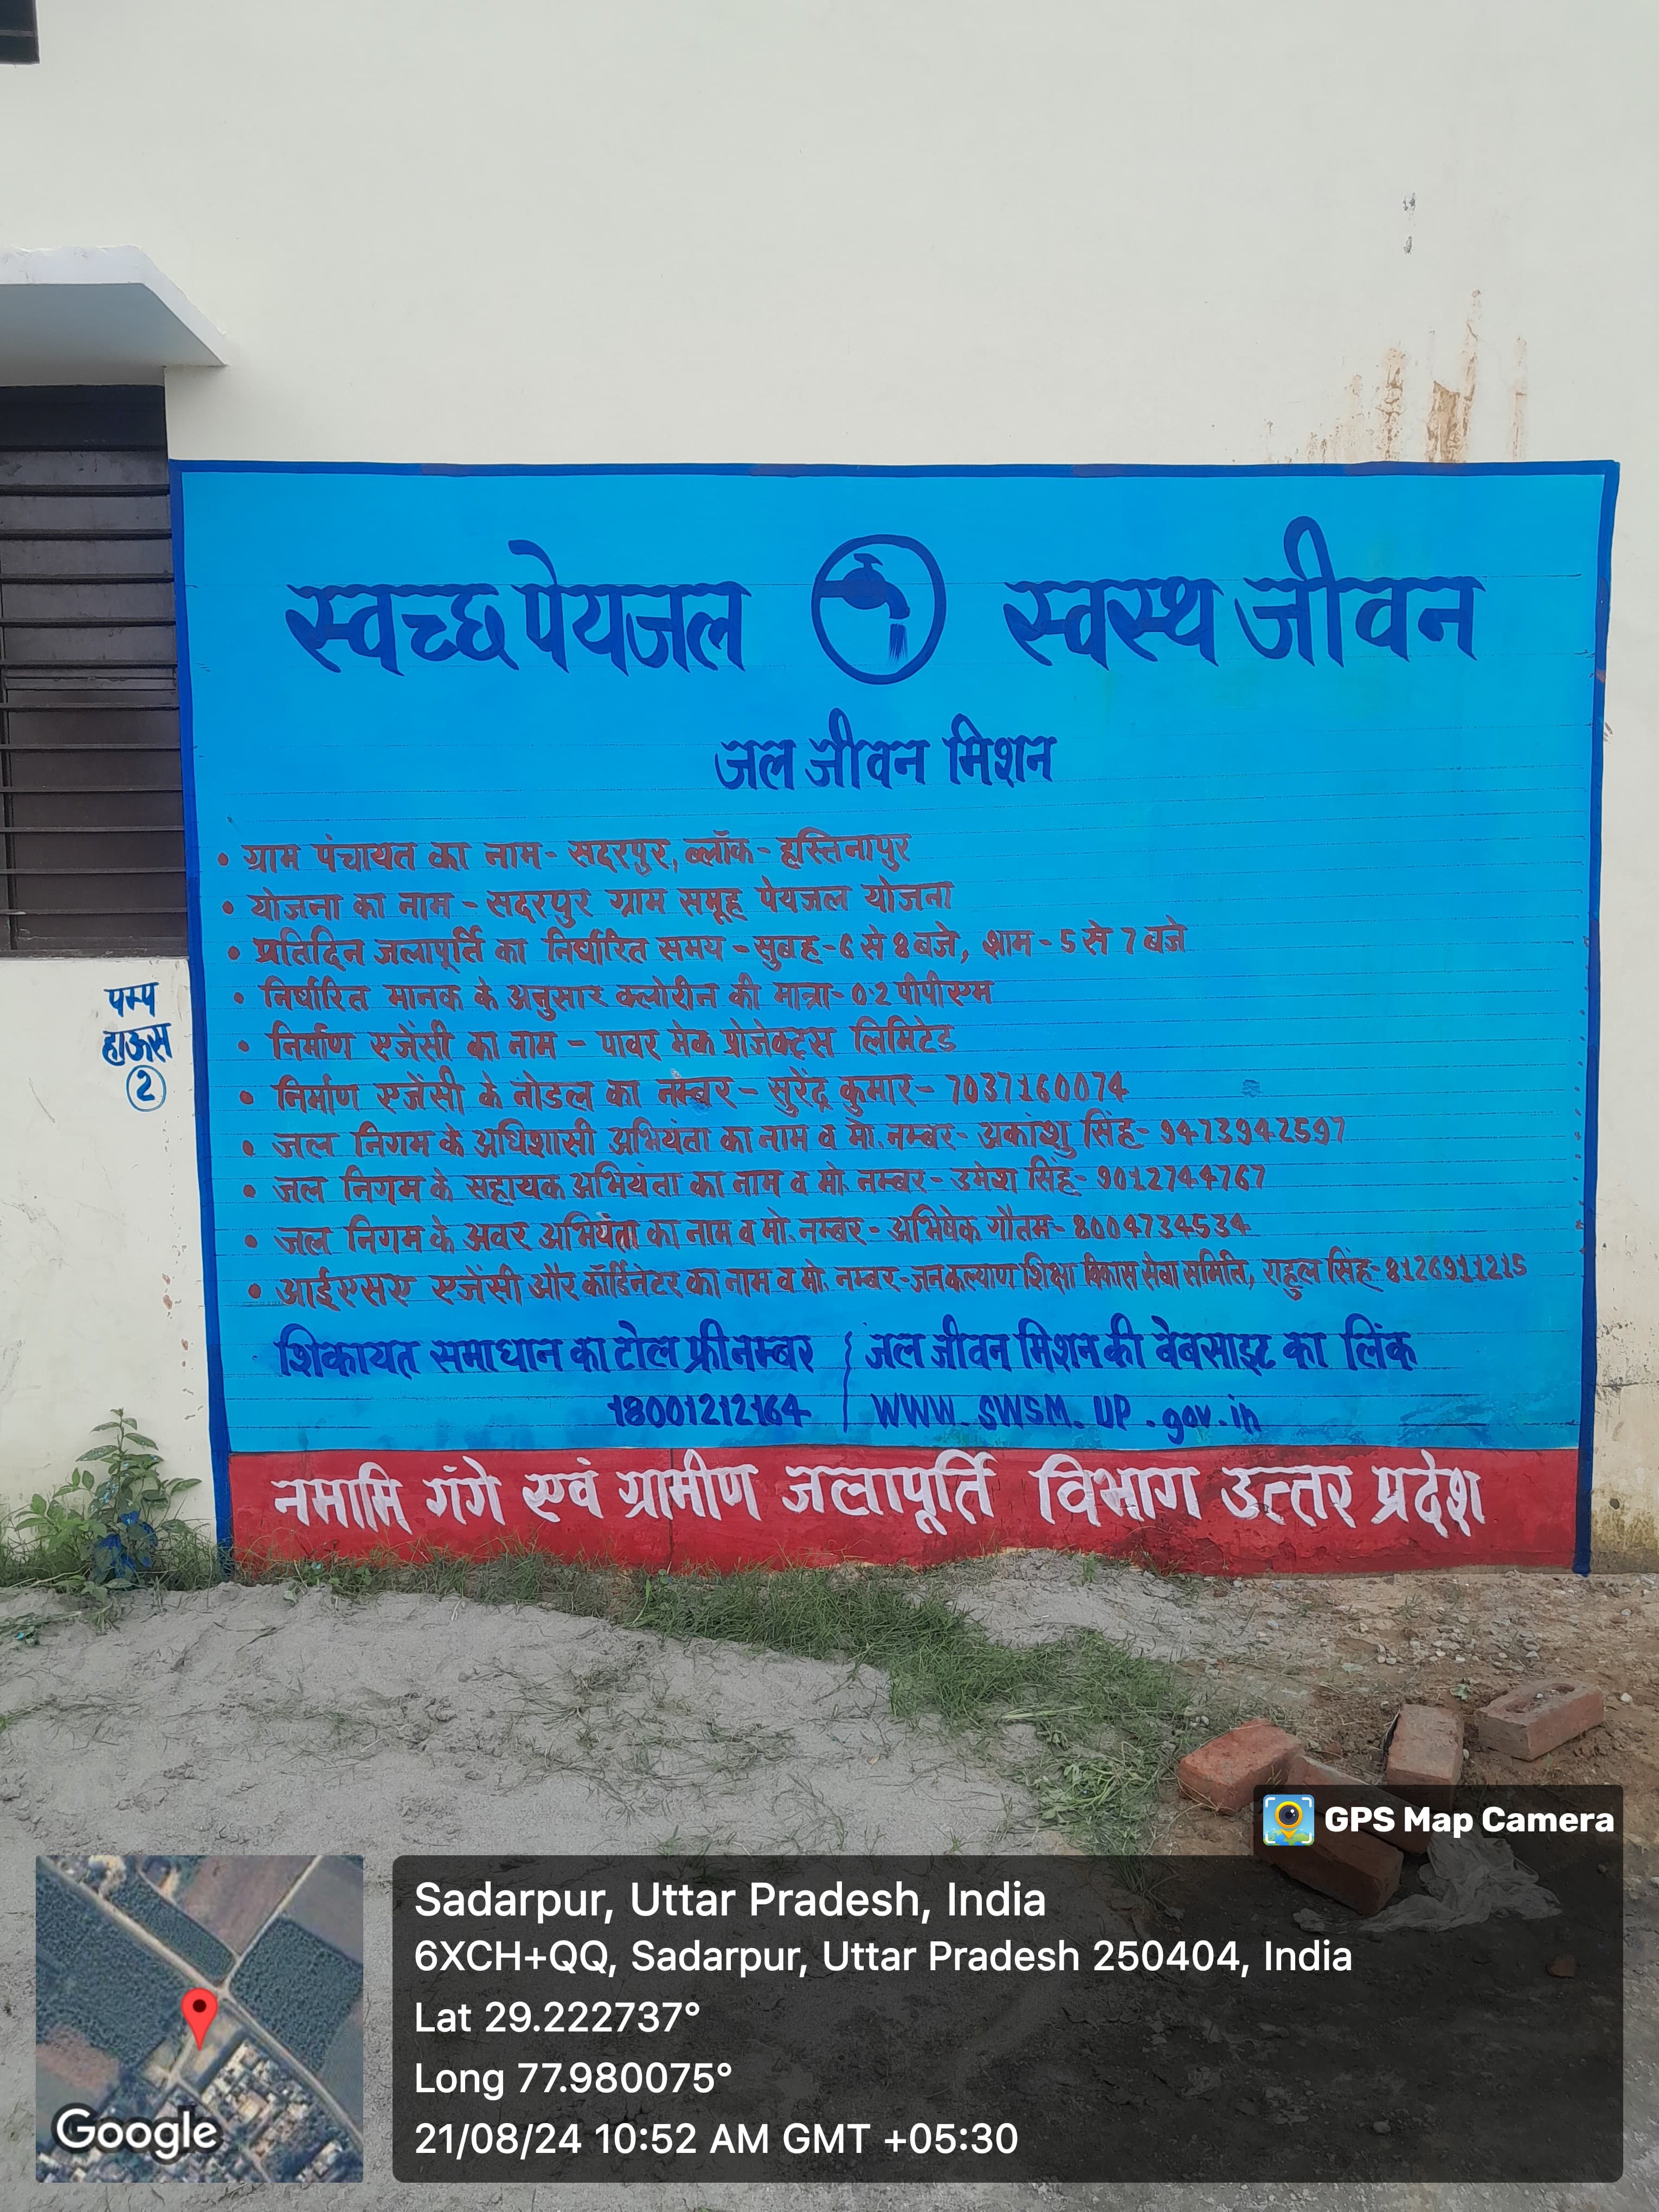 स्वच्छ पेयजल स्वस्थ जीवन
जल जीवन मिशन
• ग्राम पंचायत का नाम- सदरपुर, ब्लॉक- हस्तिनापुर
• योजना का नाम - सदरपुर ग्राम समूह पेयजल योजना
• प्रतिदिन जलापूर्ति का निर्धारित समय - सुबह- 6 से 8 बजे, शाम - 5 से 7 बजे
• निर्धारित मानक के अनुसार क्लोरीन की मात्रा- 0.2 पीपीएम
• निर्माण एजेंसी का नाम - पावर मेक प्रोजेक्ट्स लिमिटेड
• निर्माण एजेंसी के नोडल का नम्बर - सुरेंद्र कुमार- 7037160074
• जल निगम के अधिशासी अभियंता का नाम व मो. नम्बर- अकांशु सिंह- 9473942597
• जल निगम के सहायक अभियंता का नाम व मो. नम्बर- उमेश सिंह- 9012744767
• जल निगम के अवर अभियंता का नाम व मो. नम्बर- अभिषेक गौतम- 8004734534
• आईएसए एजेंसी और कॉर्डिनेटर का नाम व मो. नम्बर- जनकल्याण शिक्षा विकास सेवा समिति, राहुल सिंह- 8126911215
शिकायत समाधान का टोल फ्री नम्बर
18001212164
जल जीवन मिशन की वेबसाइट का लिंक
WWW.SWSM.UP.gov.in
नमामि गंगे एवं ग्रामीण जलापूर्ति विभाग उत्तर प्रदेश
पम्प
हाऊस
2
GPS Map Camera
Sadarpur, Uttar Pradesh, India
6XCH+QQ, Sadarpur, Uttar Pradesh 250404, India
Lat 29.222737°
Long 77.980075°
21/08/24 10:52 AM GMT +05:30
Google